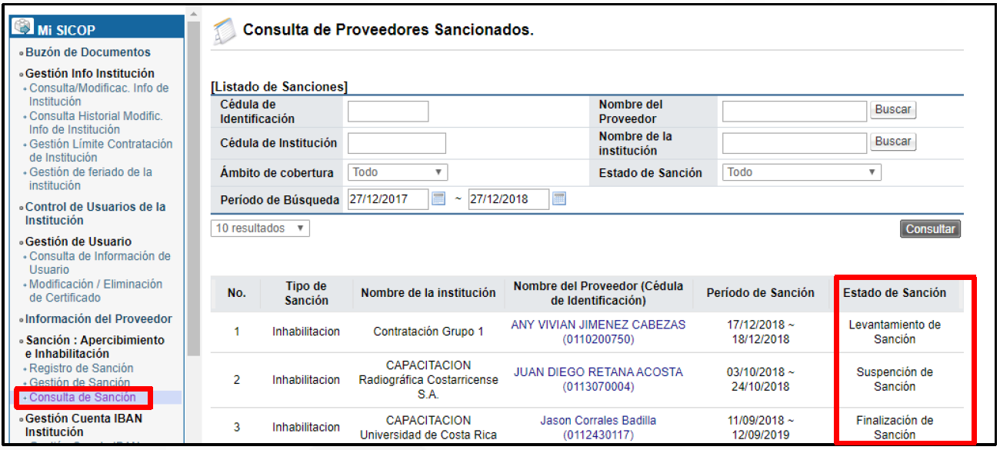 Mi SICOP
Buzón de Documentos
Gestión Info Institución
Consulta/Modificac. Info de
Institución
Consulta Historial Modific.
Info de Institución
Gestión Límite Contratación
de Institución
Gestión de feriado de la
institución
Control de Usuarios de la
Institución
Gestión de Usuario
Consulta de Información de
Usuario
Modificación / Eliminación
de Certificado
Información del Proveedor
Sanción : Apercibimiento
e Inhabilitación
Registro de Sanción
Gestión de Sanción
Consulta de Sanción
Gestión Cuenta IBAN
Institución
Consulta de Proveedores Sancionados.
[Listado de Sanciones]
Cédula de
Identificación
Nombre del
Proveedor
Buscar
Cédula de Institución
Nombre de la
institución
Buscar
Ámbito de cobertura
Todo
Estado de Sanción
Todo
Período de Búsqueda
27/12/2017 ~ 27/12/2018
10 resultados
Consultar
No.
Tipo de
Sanción
Nombre de la institución
Nombre del Proveedor (Cédula
de Identificación)
Período de Sanción
Estado de Sanción
1
Inhabilitacion
Contratación Grupo 1
ANY VIVIAN JIMENEZ CABEZAS
(0110200750)
17/12/2018 ~
18/12/2018
Levantamiento de
Sanción
2
Inhabilitacion
CAPACITACION
Radiográfica Costarricense
S.A.
JUAN DIEGO RETANA ACOSTA
(0113070004)
03/10/2018 ~
24/10/2018
Suspención de
Sanción
3
Inhabilitacion
CAPACITACION
Universidad de Costa Rica
Jason Corrales Badilla
(0112430117)
11/09/2018 ~
12/09/2019
Finalización de
Sanción